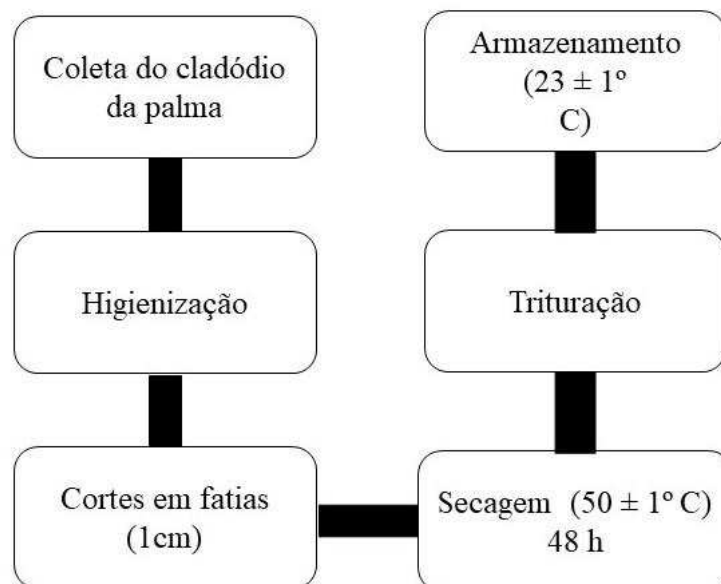 Coleta do cladódio
da palma
Higienização
Cortes em fatias
(1cm)
Secagem (50 ± 1º C)
48 h
Trituração
Armazenamento
(23 ± 1º
C)